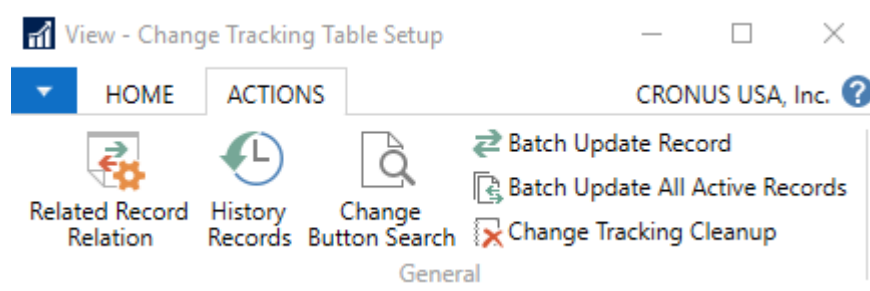 View - Change Tracking Table Setup
HOME ACTIONS CRONUS USA, Inc. ?
Related Record
Relation
History
Records
Change
Button Search
Batch Update Record
Batch Update All Active Records
Change Tracking Cleanup
General